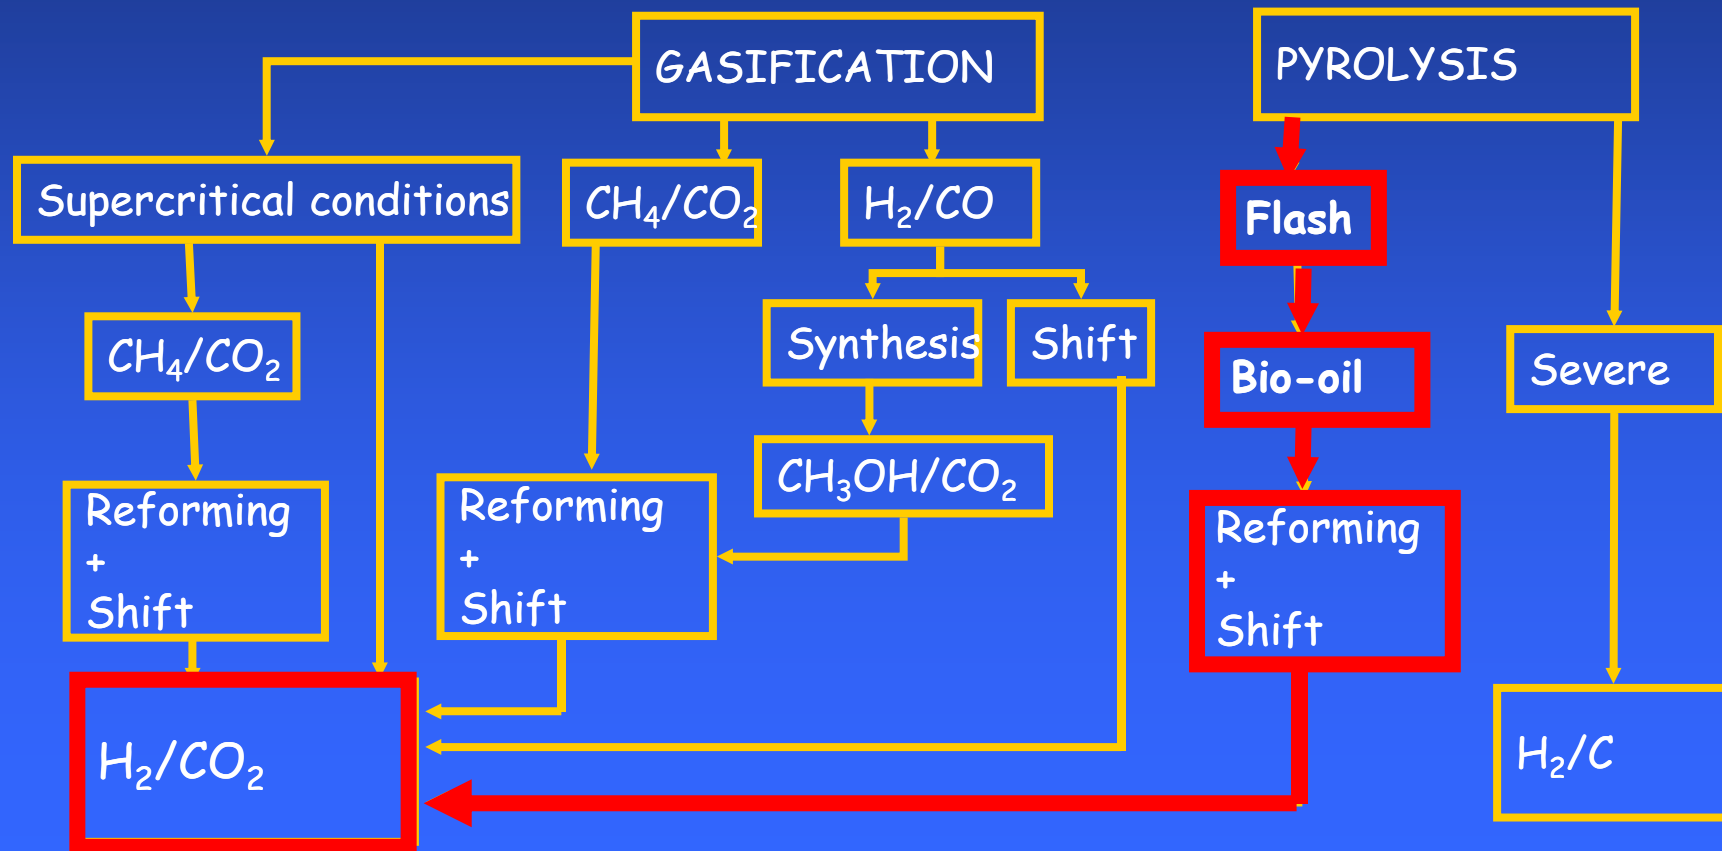 GASIFICATION
PYROLYSIS
Supercritical conditions
CH₄/CO₂
H₂/CO
Flash
CH₄/CO₂
Synthesis
Shift
Bio-oil
Severe
CH₃OH/CO₂
Reforming
+
Shift
Reforming
+
Shift
Reforming
+
Shift
H₂/CO₂
H₂/C